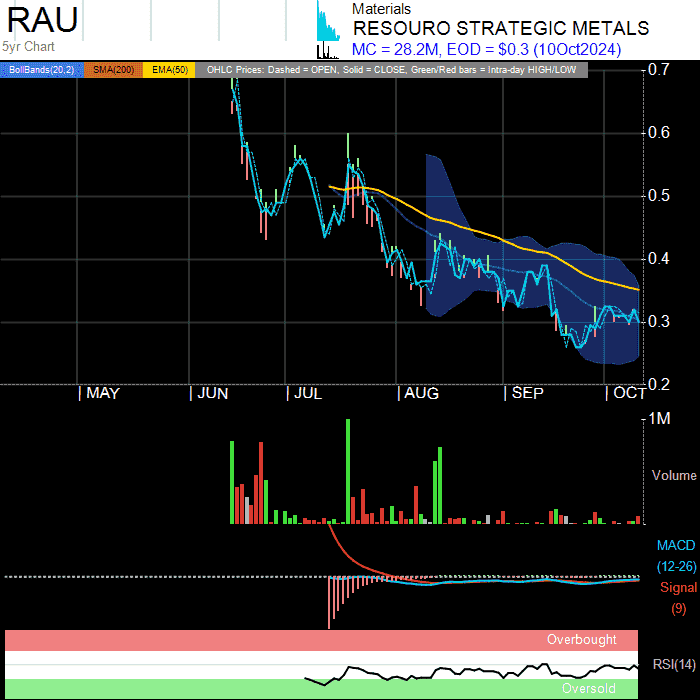 RAU
5yr Chart
Materials
RESOURO STRATEGIC METALS
MC = 28.2M, EOD = $0.3 (10Oct2024)
BollBands(20,2) SMA(200) EMA(50) OHLC Prices: Dashed = OPEN, Solid = CLOSE, Green/Red bars = Intra-day HIGH/LOW
0.7
0.6
0.5
0.4
0.3
0.2
| MAY | JUN | JUL | AUG | SEP | OCT
1M
Volume
MACD
(12-26)
Signal
(9)
Overbought
RSI(14)
Oversold